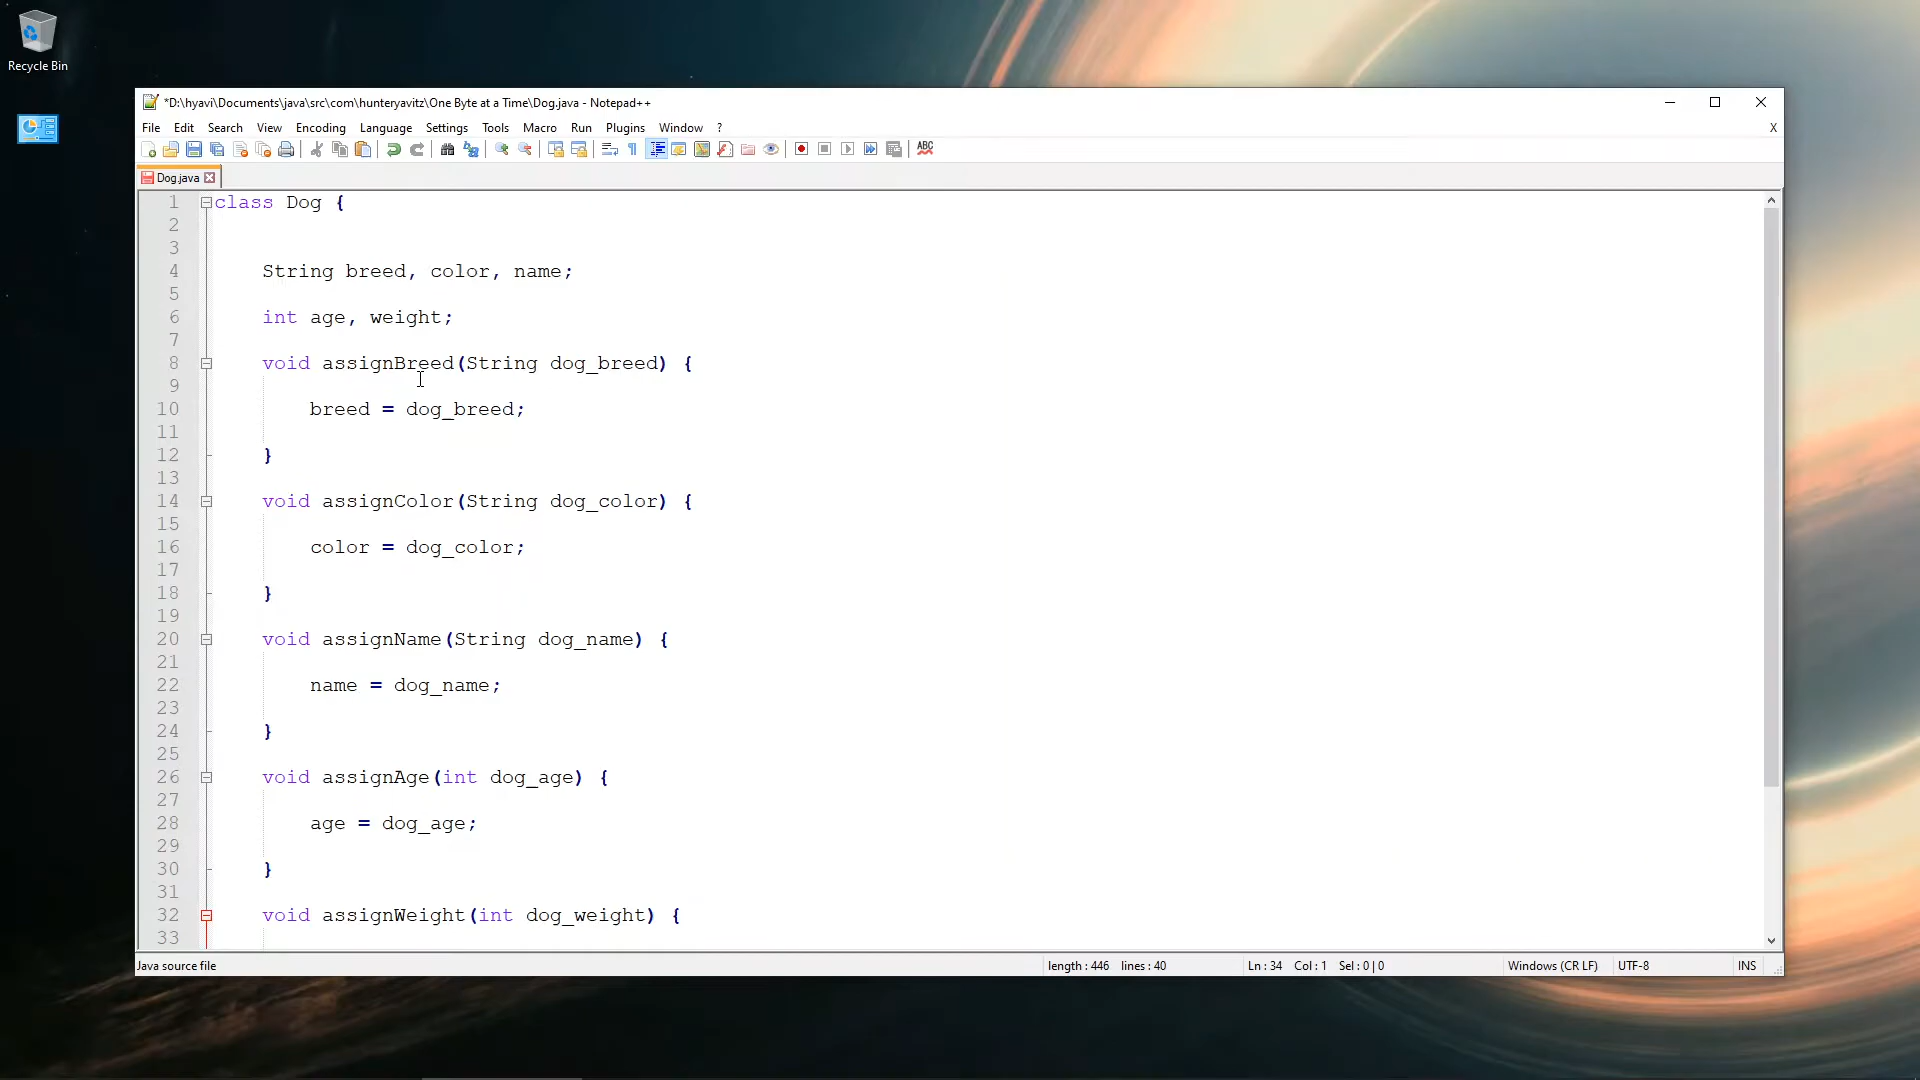 Recycle Bin
*D:\hyavi\Documents\java\src\com\hunteryavitz\One Byte at a Time\Dog.java - Notepad++
File Edit Search View Encoding Language Settings Tools Macro Run Plugins Window ? X
ABC
Dog.java
1 class Dog {
2
3
4 String breed, color, name;
5
6 int age, weight;
7
8 void assignBreed(String dog_breed) {
9
10 breed = dog_breed;
11
12 }
13
14 void assignColor(String dog_color) {
15
16 color = dog_color;
17
18 }
19
20 void assignName(String dog_name) {
21
22 name = dog_name;
23
24 }
25
26 void assignAge(int dog_age) {
27
28 age = dog_age;
29
30 }
31
32 void assignWeight(int dog_weight) {
33
Java source file length : 446 lines : 40 Ln : 34 Col : 1 Sel : 0 | 0 Windows (CR LF) UTF-8 INS